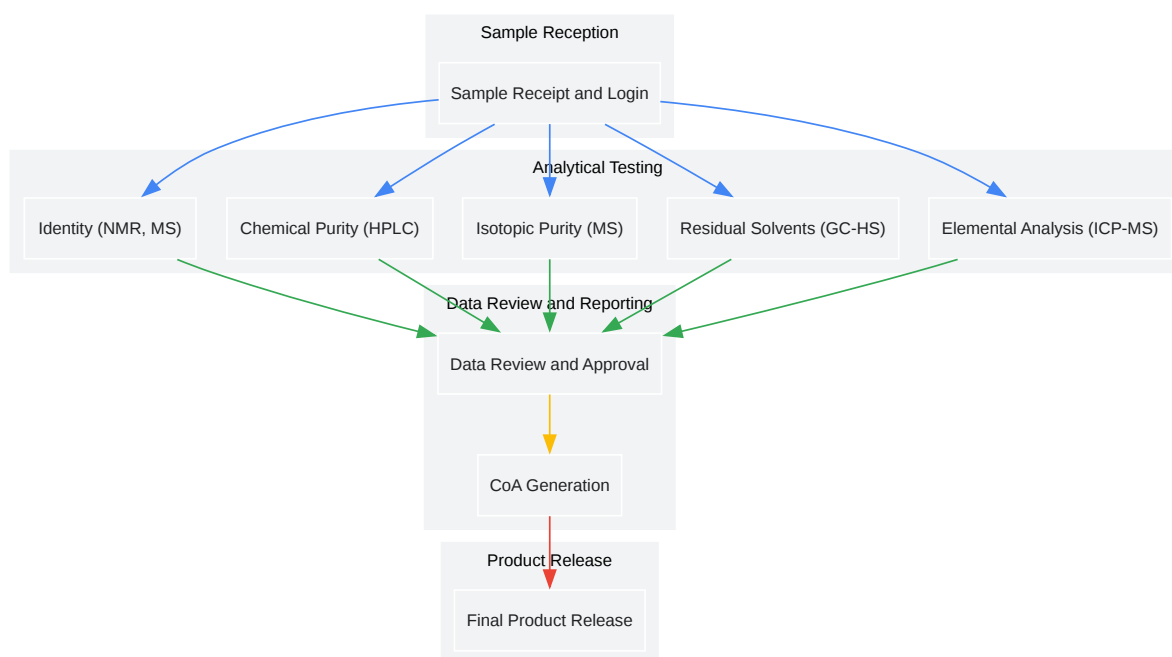 Sample Reception
Sample Receipt and Login
Analytical Testing
Identity (NMR, MS)
Chemical Purity (HPLC)
Isotopic Purity (MS)
Residual Solvents (GC-HS)
Elemental Analysis (ICP-MS)
Data Review and Reporting
Data Review and Approval
CoA Generation
Product Release
Final Product Release